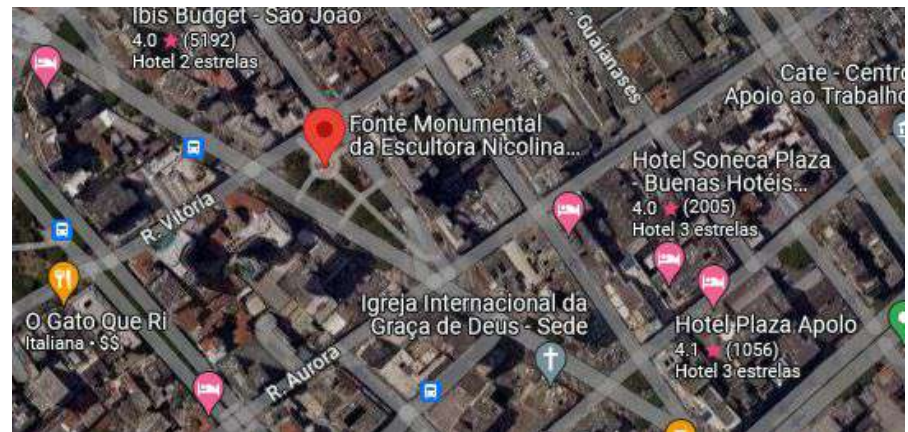 Ibis Budget - São João
4.0 ★ (5192)
Hotel 2 estrelas
R. Guaianases
Cate - Centro
Apoio ao Trabalho
Fonte Monumental
da Escultora Nicolina...
Hotel Soneca Plaza
- Buenas Hotéis...
4.0 ★ (2005)
Hotel 3 estrelas
R. Vitória
O Gato Que Ri
Italiana • $$
Igreja Internacional da
Graça de Deus - Sede
Hotel Plaza Apolo
4.1 ★ (1056)
Hotel 3 estrelas
R. Aurora